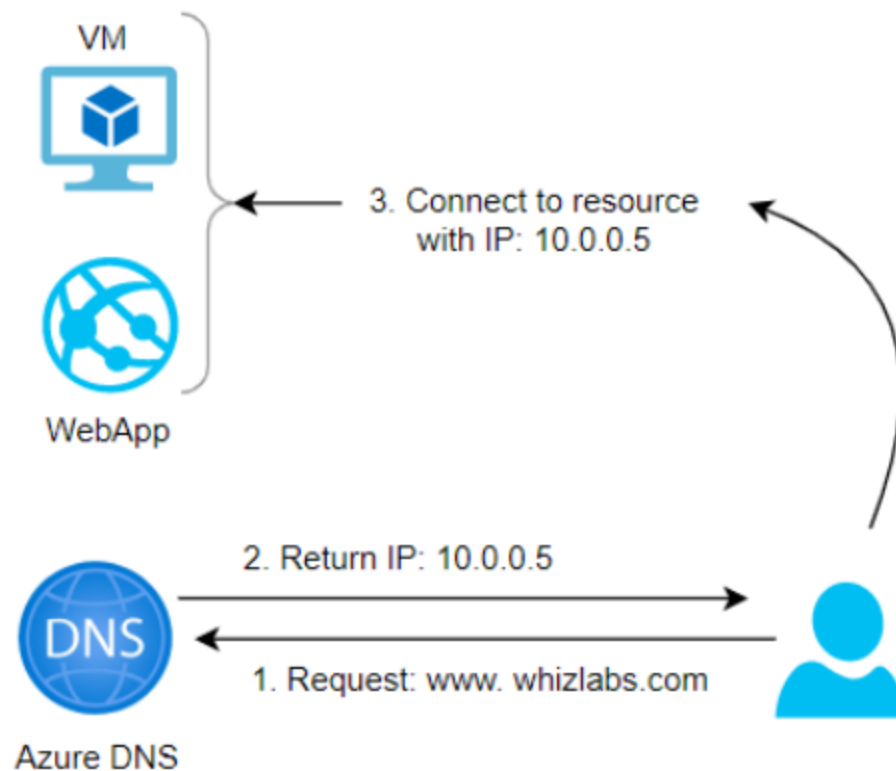 VM
3. Connect to resource
with IP: 10.0.0.5
WebApp
2. Return IP: 10.0.0.5
DNS
1. Request: www. whizlabs.com
Azure DNS